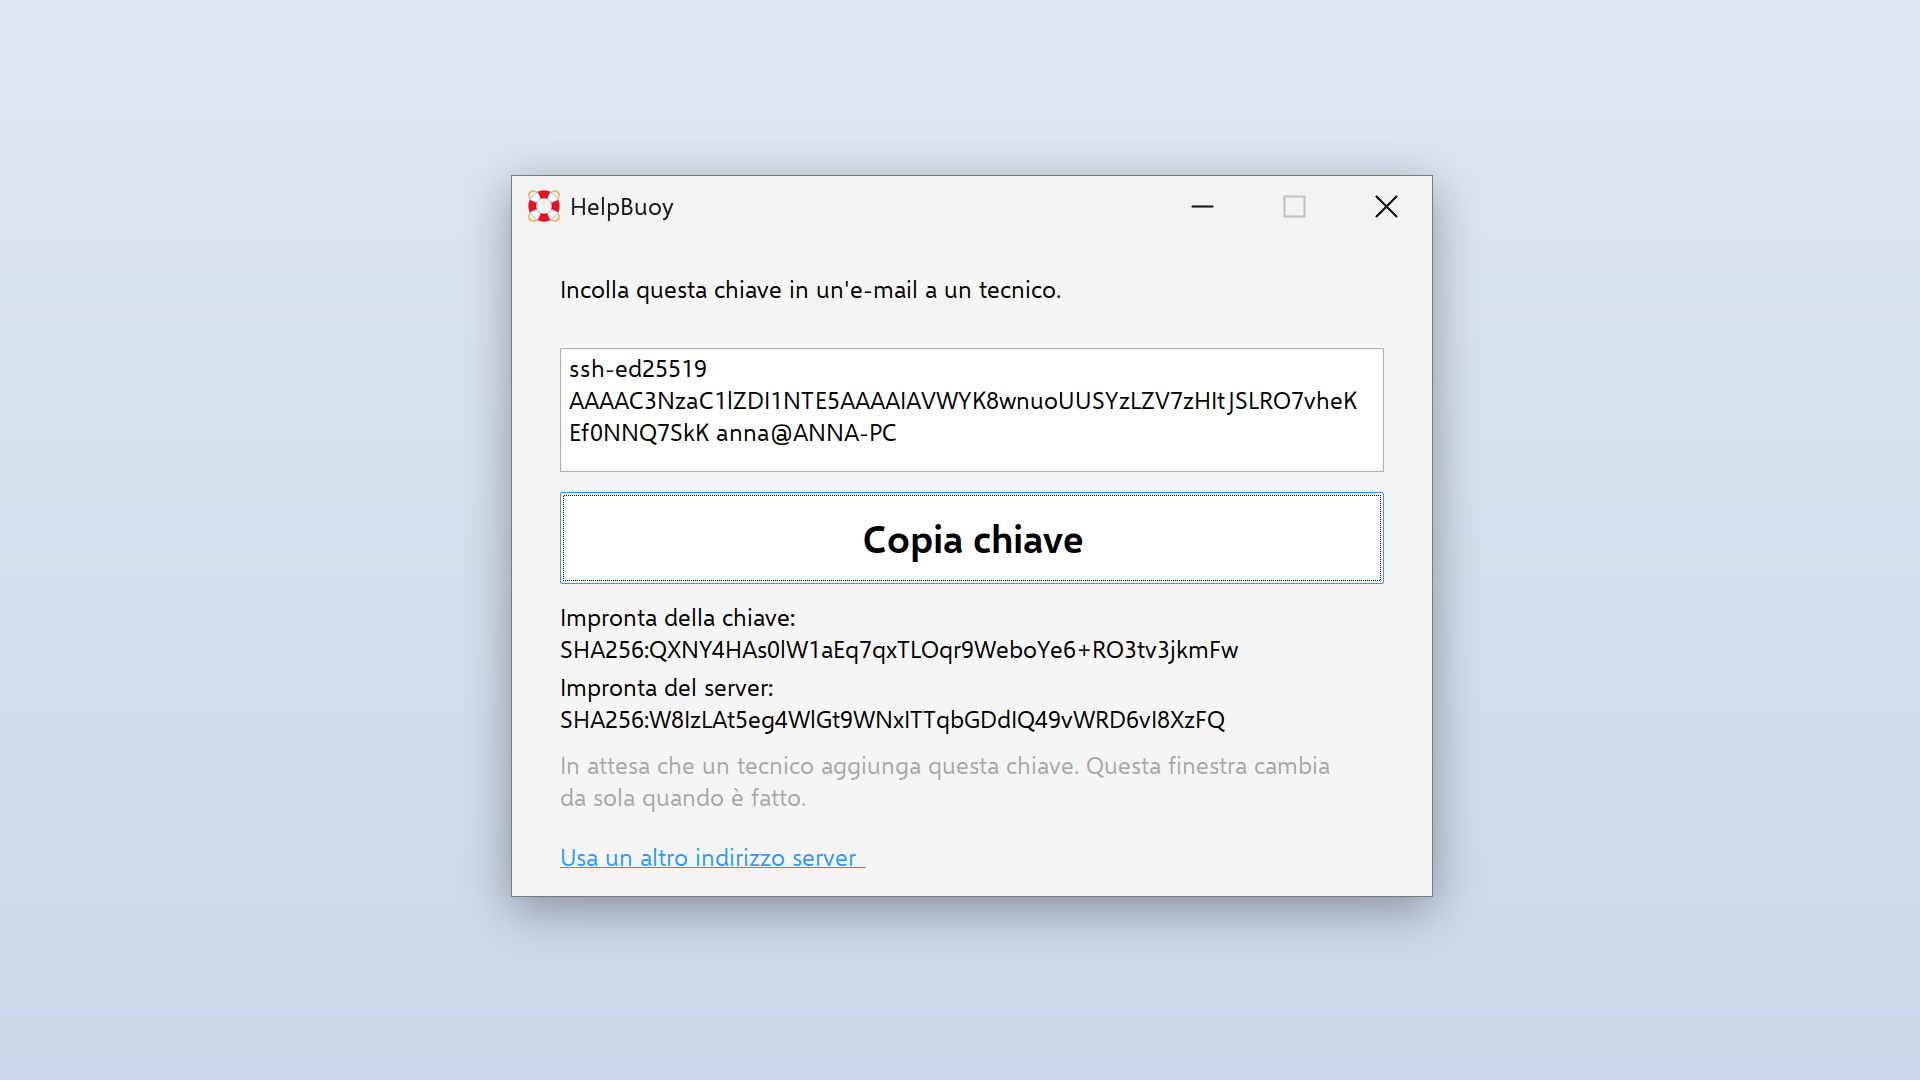 HelpBuoy
Incolla questa chiave in un'e-mail a un tecnico.
ssh-ed25519
AAAAC3NzaC1lZDI1NTE5AAAAIAVWYK8wnuoUUSYzLZV7zHItJSLRO7vheK
Ef0NNQ7SkK anna@ANNA-PC
Copia chiave
Impronta della chiave:
SHA256:QXNY4HAs0lW1aEq7qxTLOqr9WeboYe6+RO3tv3jkmFw
Impronta del server:
SHA256:W8IzLAt5eg4WlGt9WNxITTqbGDdIQ49vWRD6vI8XzFQ
In attesa che un tecnico aggiunga questa chiave. Questa finestra cambia
da sola quando è fatto.
Usa un altro indirizzo server